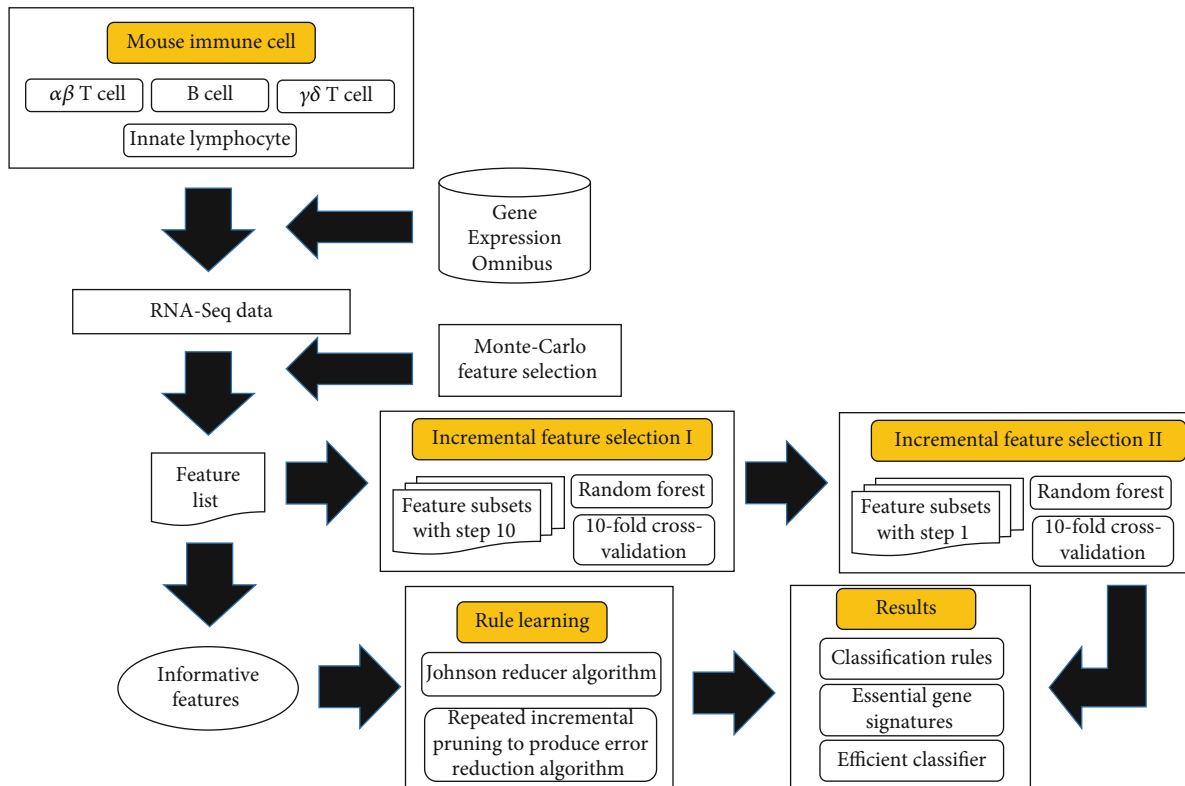 Mouse immune cell
αβ T cell
B cell
γδ T cell
Innate lymphocyte
Gene
Expression
Omnibus
RNA-Seq data
Monte-Carlo
feature selection
Feature
list
Incremental feature selection I
Feature subsets
with step 10
Random forest
10-fold cross-
validation
Incremental feature selection II
Feature subsets
with step 1
Random forest
10-fold cross-
validation
Informative
features
Rule learning
Johnson reducer algorithm
Repeated incremental
pruning to produce error
reduction algorithm
Results
Classification rules
Essential gene
signatures
Efficient classifier